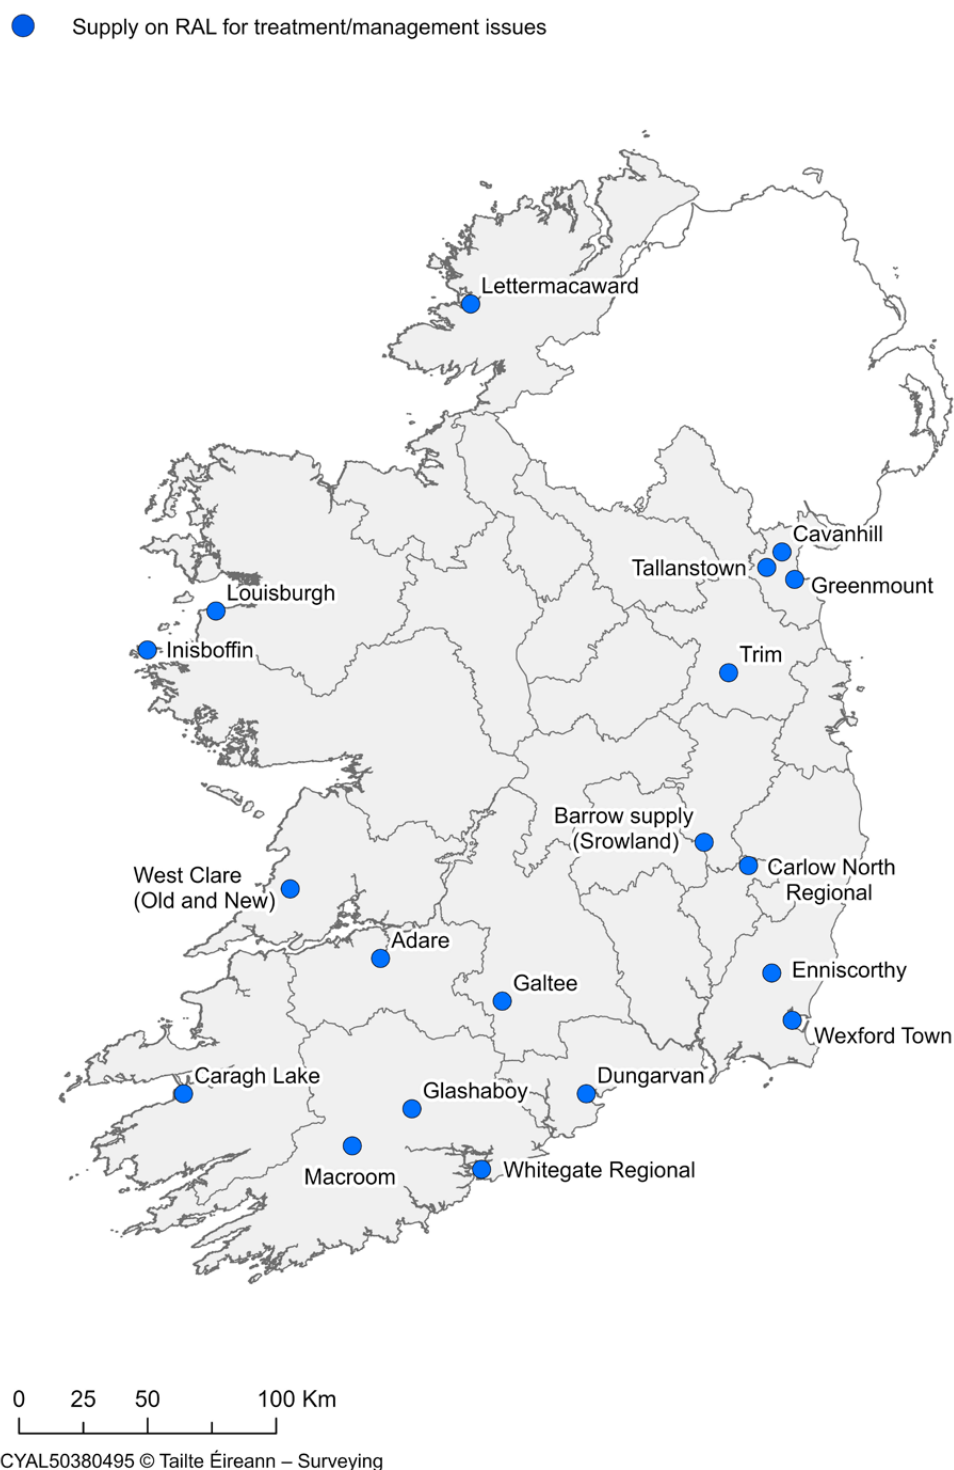 Supply on RAL for treatment/management issues
Lettermacaward
Cavanhill
Tallanstown
Greenmount
Louisburgh
Inisboffin
Trim
Barrow supply
(Srowland)
Carlow North
Regional
West Clare
(Old and New)
Adare
Enniscorthy
Galtee
Wexford Town
Caragh Lake
Dungarvan
Glashaboy
Macroom
Whitegate Regional
0 25 50 100 Km
CYAL50380495 © Tailte Éireann – Surveying